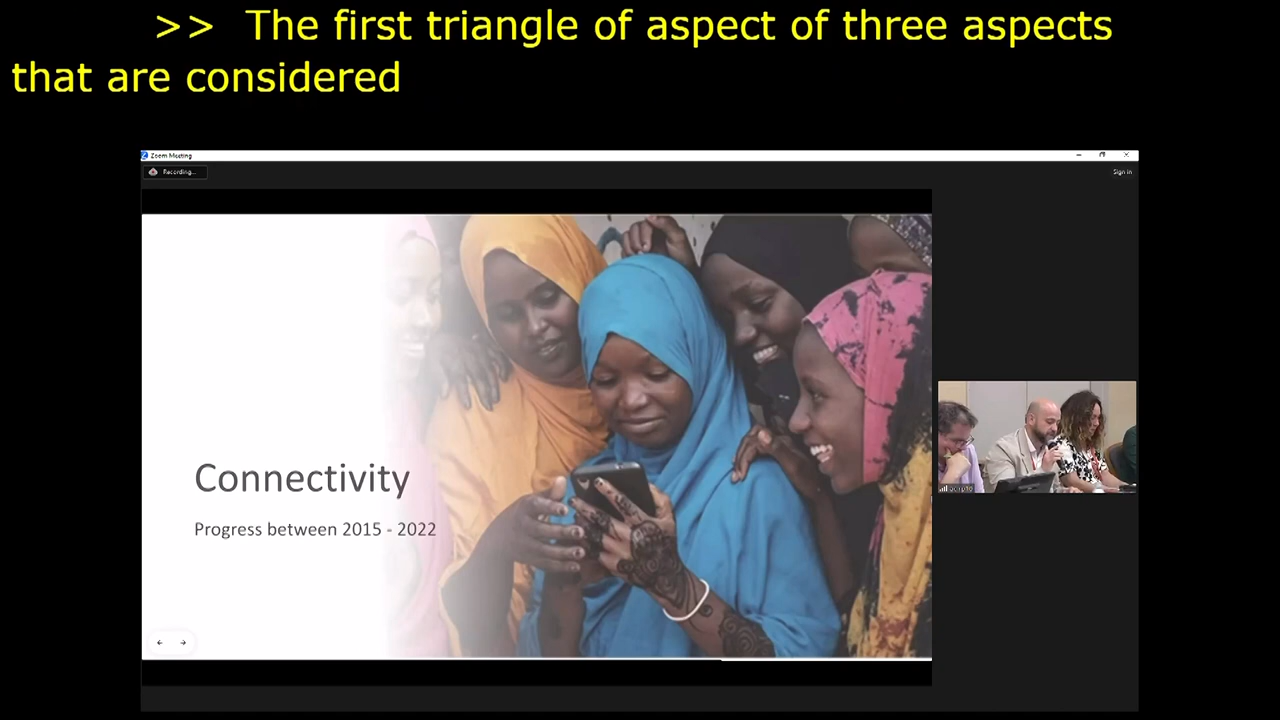 >> The first triangle of aspect of three aspects
that are considered
Zoom Meeting
Recording...
Sign in
Connectivity
Progress between 2015 - 2022